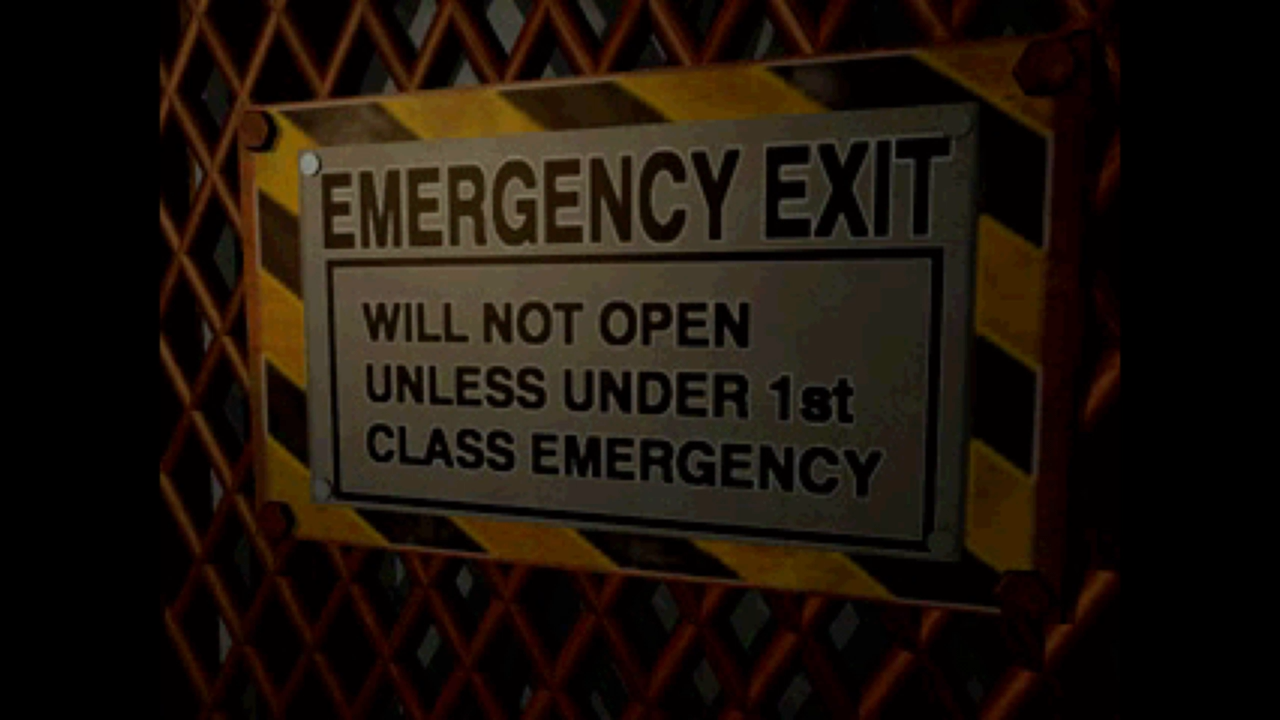 EMERGENCY EXIT
WILL NOT OPEN
UNLESS UNDER 1st
CLASS EMERGENCY